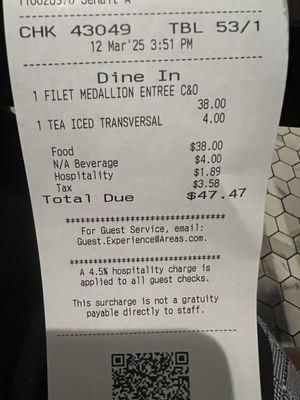 CHK 43049 TBL 53/1
12 Mar'25 3:51 PM
Dine In
1 FILET MEDALLION ENTREE C&O
38.00
1 TEA ICED TRANSVERSAL 4.00
Food $38.00
N/A Beverage $4.00
Hospitality $1.89
Tax $3.58
Total Due $47.47
************************************
For Guest Service, email:
Guest.Experience@Areas.com.
************************************
A 4.5% hospitality charge is
applied to all guest checks.
This surcharge is not a gratuity
payable directly to staff.